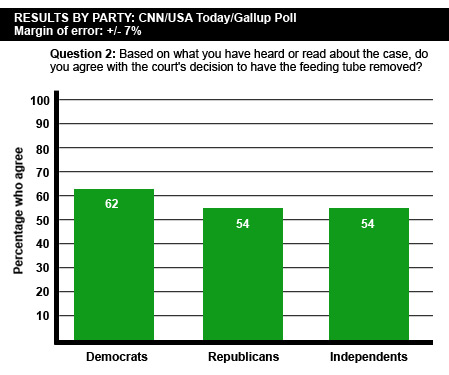 RESULTS BY PARTY: CNN/USA Today/Gallup Poll
Margin of error: +/- 7%
Question 2: Based on what you have heard or read about the case, do
you agree with the court's decision to have the feeding tube removed?
Percentage who agree
100
90
80
70
60
50
40
30
20
10
62
54
54
Democrats Republicans Independents